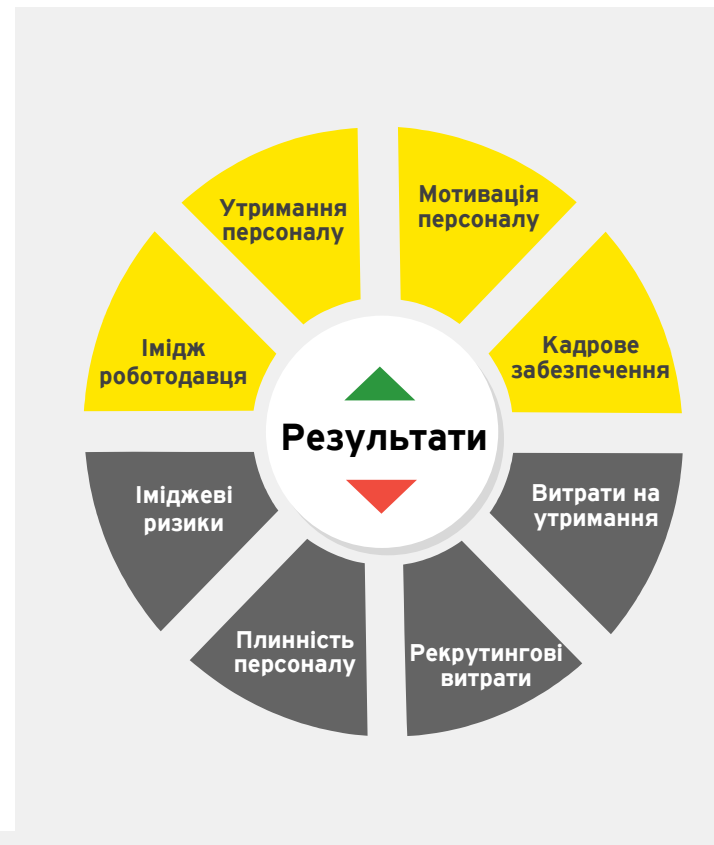 Утримання
персоналу
Мотивація
персоналу
Імідж
роботодавця
Кадрове
забезпечення
Результати
Іміджеві
ризики
Витрати на
утримання
Плинність
персоналу
Рекрутингові
витрати